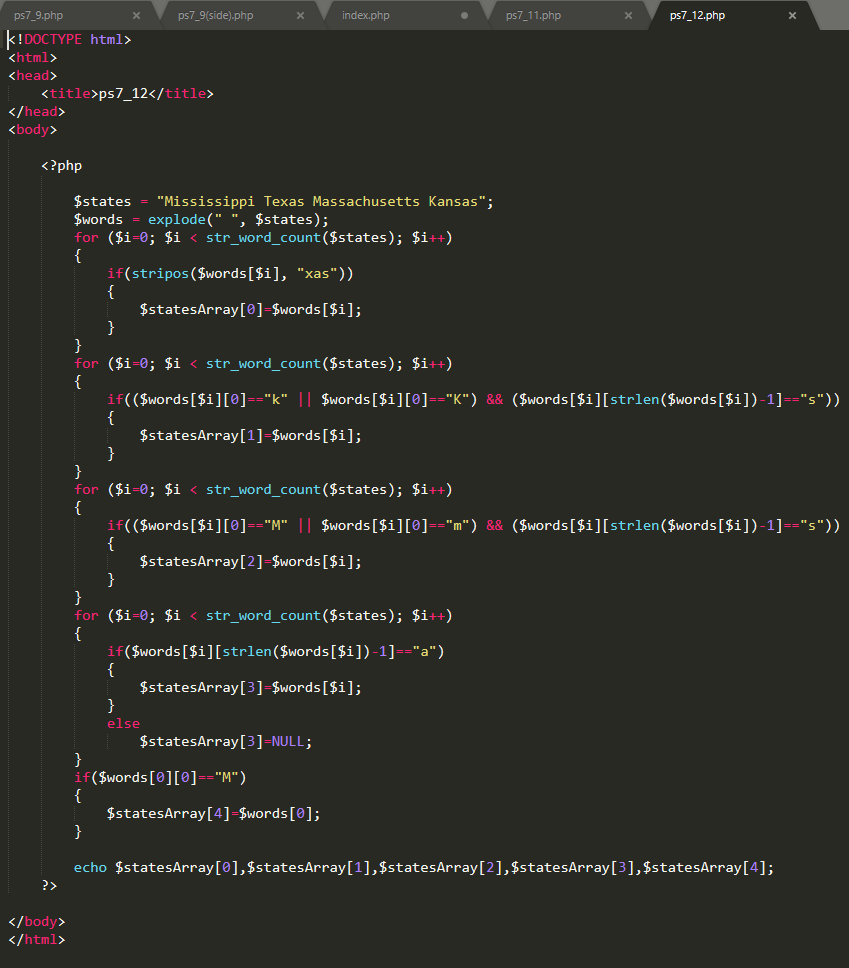 ps7_9.php × ps7_9(side).php × index.php ● ps7_11.php × ps7_12.php ×
<!DOCTYPE html>
<html>
<head>
    <title>ps7_12</title>
</head>
<body>

    <?php

        $states = "Mississippi Texas Massachusetts Kansas";
        $words = explode(" ", $states);
        for ($i=0; $i < str_word_count($states); $i++)
        {
            if(stripos($words[$i], "xas"))
            {
                $statesArray[0]=$words[$i];
            }
        }
        for ($i=0; $i < str_word_count($states); $i++)
        {
            if(($words[$i][0]=="k" || $words[$i][0]=="K") && ($words[$i][strlen($words[$i])-1]=="s"))
            {
                $statesArray[1]=$words[$i];
            }
        }
        for ($i=0; $i < str_word_count($states); $i++)
        {
            if(($words[$i][0]=="M" || $words[$i][0]=="m") && ($words[$i][strlen($words[$i])-1]=="s"))
            {
                $statesArray[2]=$words[$i];
            }
        }
        for ($i=0; $i < str_word_count($states); $i++)
        {
            if($words[$i][strlen($words[$i])-1]=="a")
            {
                $statesArray[3]=$words[$i];
            }
            else
                $statesArray[3]=NULL;
        }
        if($words[0][0]=="M")
        {
            $statesArray[4]=$words[0];
        }

        echo $statesArray[0],$statesArray[1],$statesArray[2],$statesArray[3],$statesArray[4];
    ?>

</body>
</html>